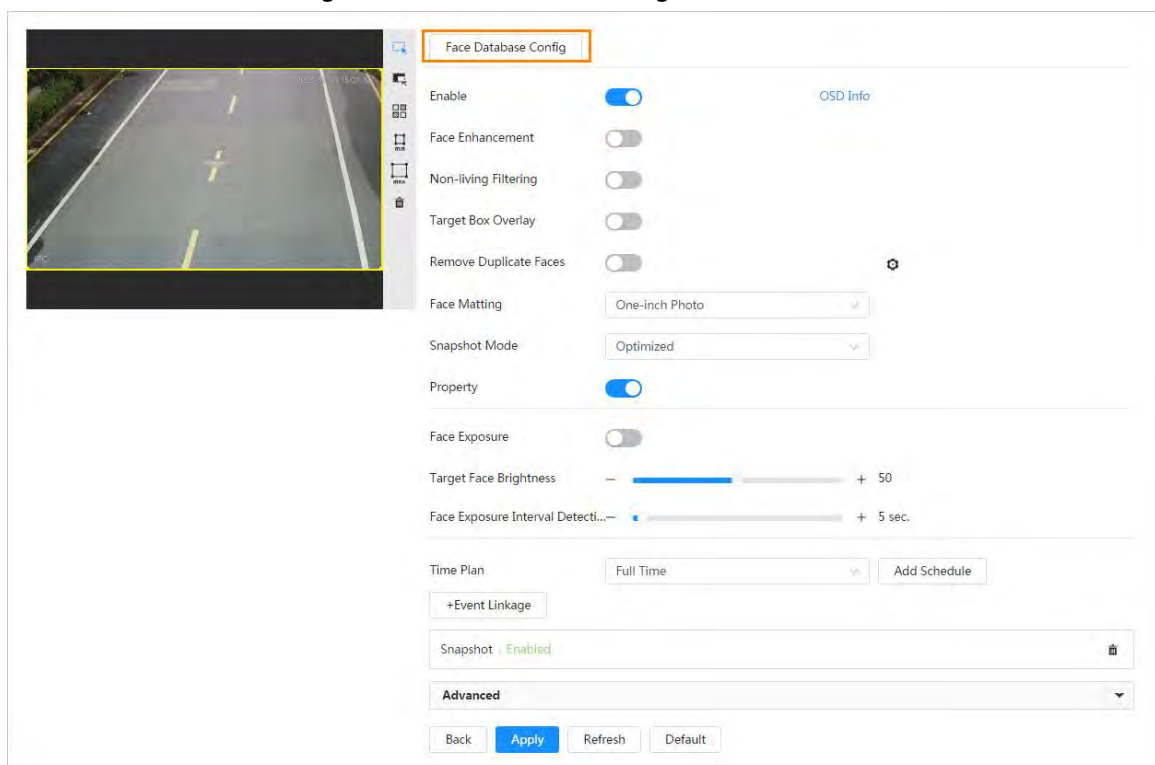 Face Database Config
Enable
OSD Info
Face Enhancement
min
Non-living Filtering
max
Target Box Overlay
IPC
Remove Duplicate Faces
Face Matting
One-inch Photo
Snapshot Mode
Optimized
Property
Face Exposure
Target Face Brightness
− + 50
Face Exposure Interval Detecti...− + 5 sec.
Time Plan
Full Time
Add Schedule
+Event Linkage
Snapshot Enabled
Advanced
Back
Apply
Refresh
Default